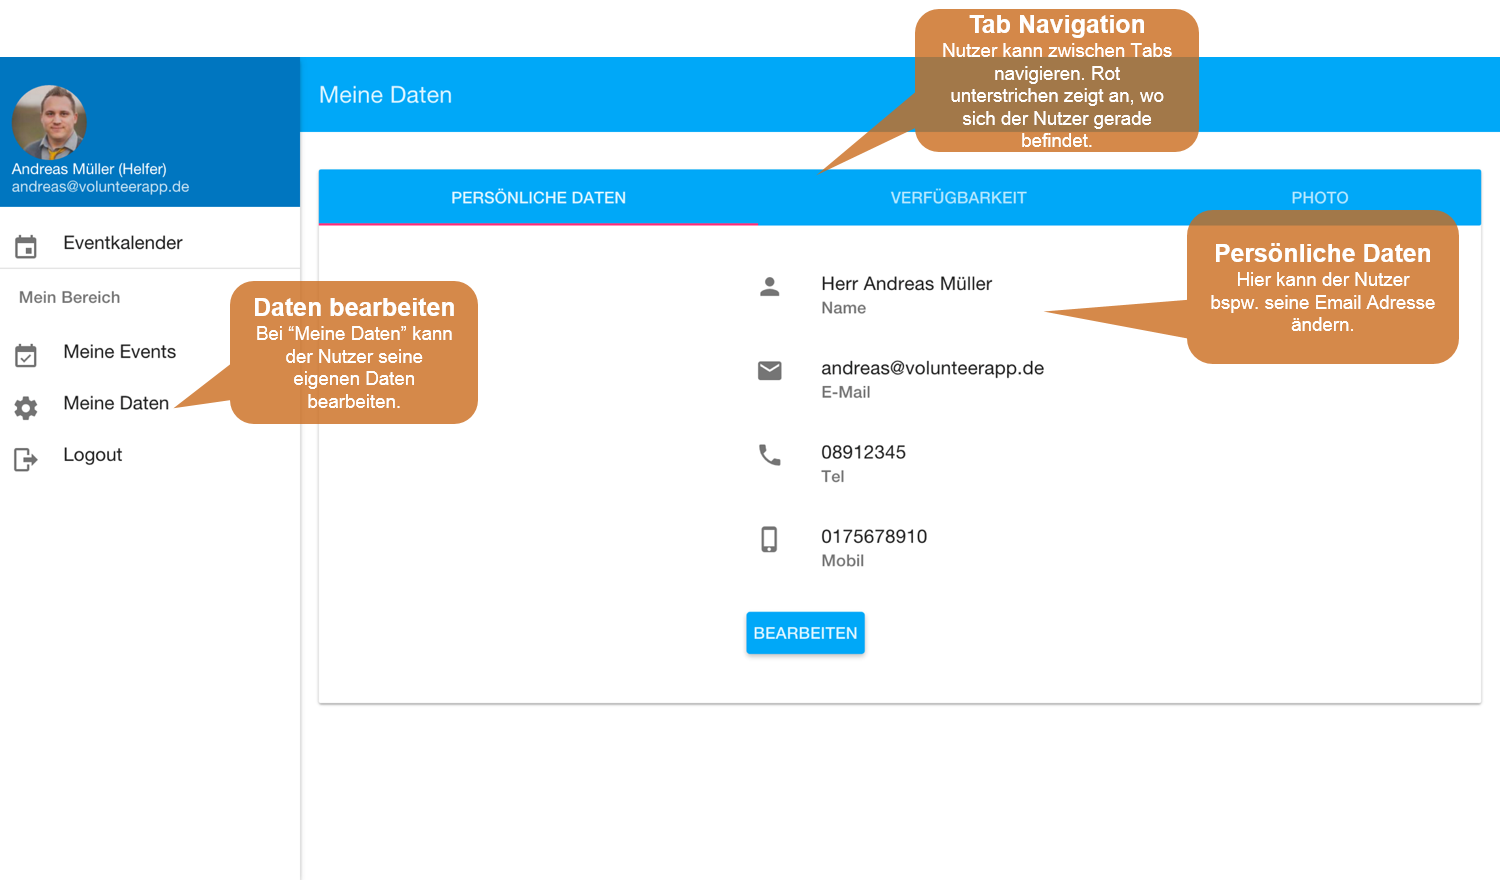 Tab Navigation
Nutzer kann zwischen Tabs
navigieren. Rot
unterstrichen zeigt an, wo
sich der Nutzer gerade
befindet.
Meine Daten
Andreas Müller (Helfer)
andreas@volunteerapp.de
PERSÖNLICHE DATEN
VERFÜGBARKEIT
PHOTO
Eventkalender
Mein Bereich
Meine Events
Meine Daten
Logout
Daten bearbeiten
Bei “Meine Daten” kann
der Nutzer seine
eigenen Daten
bearbeiten.
Persönliche Daten
Hier kann der Nutzer
bspw. seine Email Adresse
ändern.
Herr Andreas Müller
Name
andreas@volunteerapp.de
E-Mail
08912345
Tel
0175678910
Mobil
BEARBEITEN